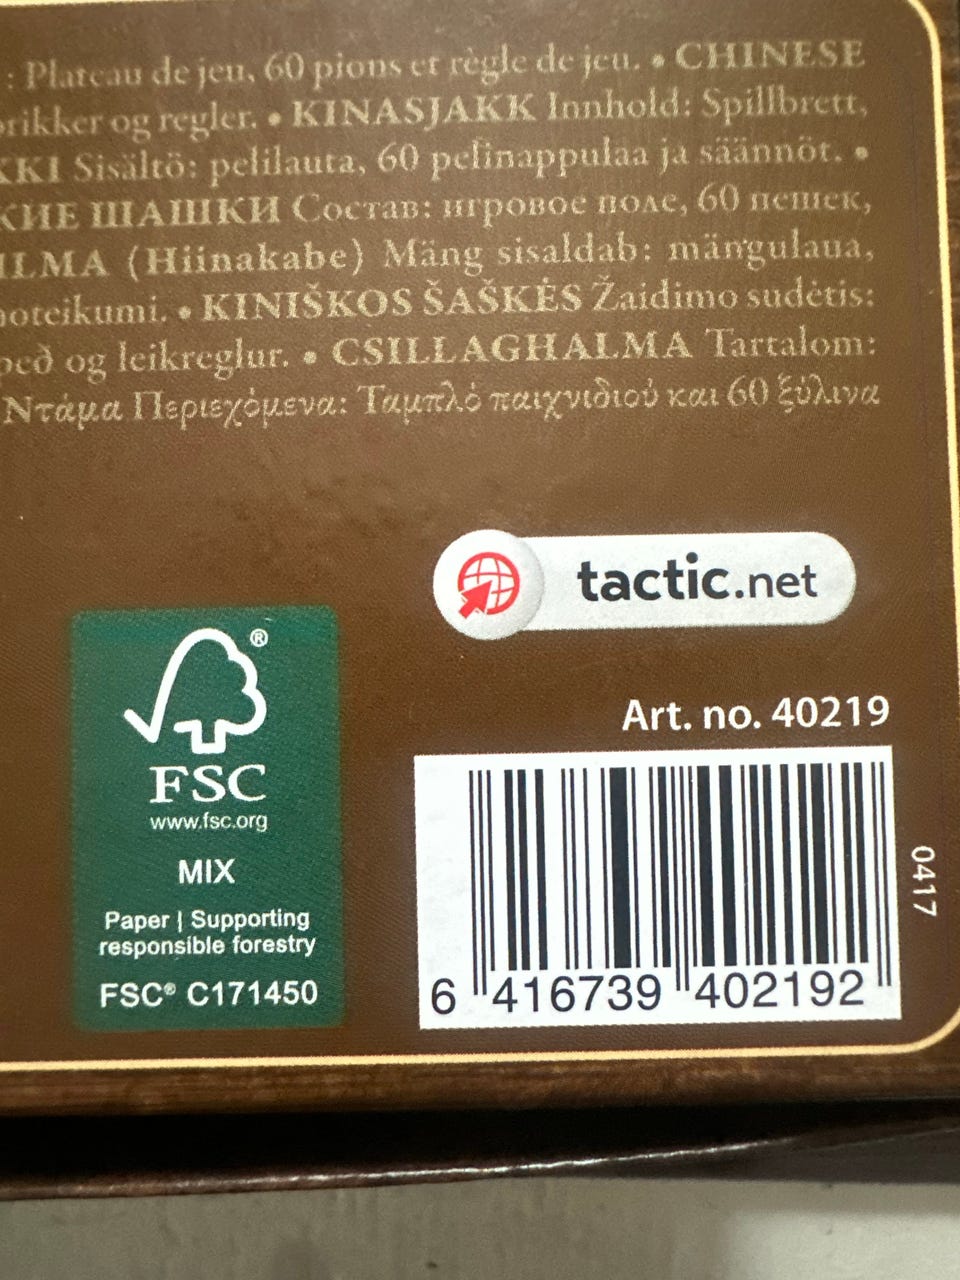 : Plateau de jeu, 60 pions et règle de jeu. • CHINESE
brikker og regler. • KINASJAKK Innhold: Spillbrett,
KKI Sisältö: pelilauta, 60 pelinappulaa ja säännöt. •
КИЕ ШАШКИ Состав: игровое поле, 60 пешек,
LMA (Hiinakabe) Mäng sisaldab: mängulaua,
noteikumi. • KINIŠKOS ŠAŠKĖS Žaidimo sudėtis:
peð og leikreglur. • CSILLAGHALMA Tartalom:
Ντάμα Περιεχόμενα: Ταμπλό παιχνιδιού και 60 ξύλινα
tactic.net
Art. no. 40219
®
FSC
www.fsc.org
MIX
Paper | Supporting
responsible forestry
FSC® C171450
6 416739 402192
0417